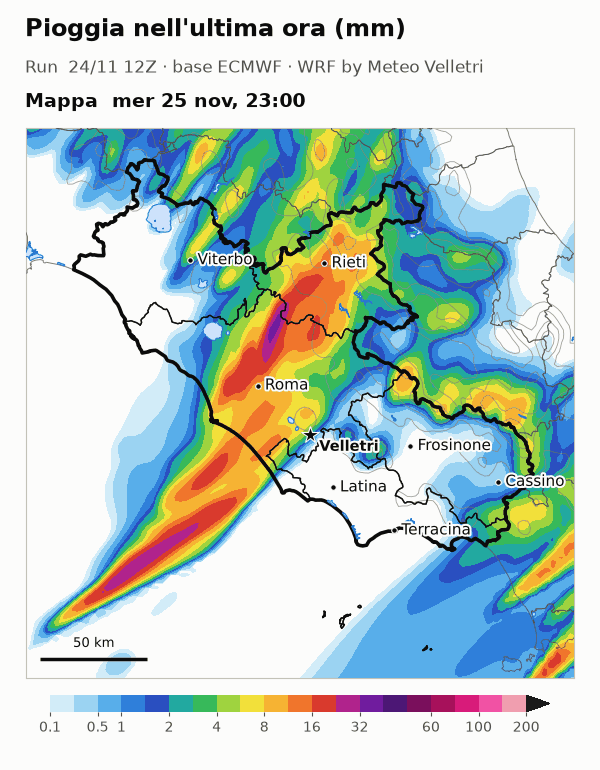 Pioggia nell'ultima ora (mm)
Run  24/11 12Z · base ECMWF · WRF by Meteo Velletri
Mappa  mer 25 nov, 23:00
Viterbo
Rieti
Roma
Velletri
Frosinone
Cassino
Latina
Terracina
50 km
0.1 0.5 1 2 4 8 16 32 60 100 200